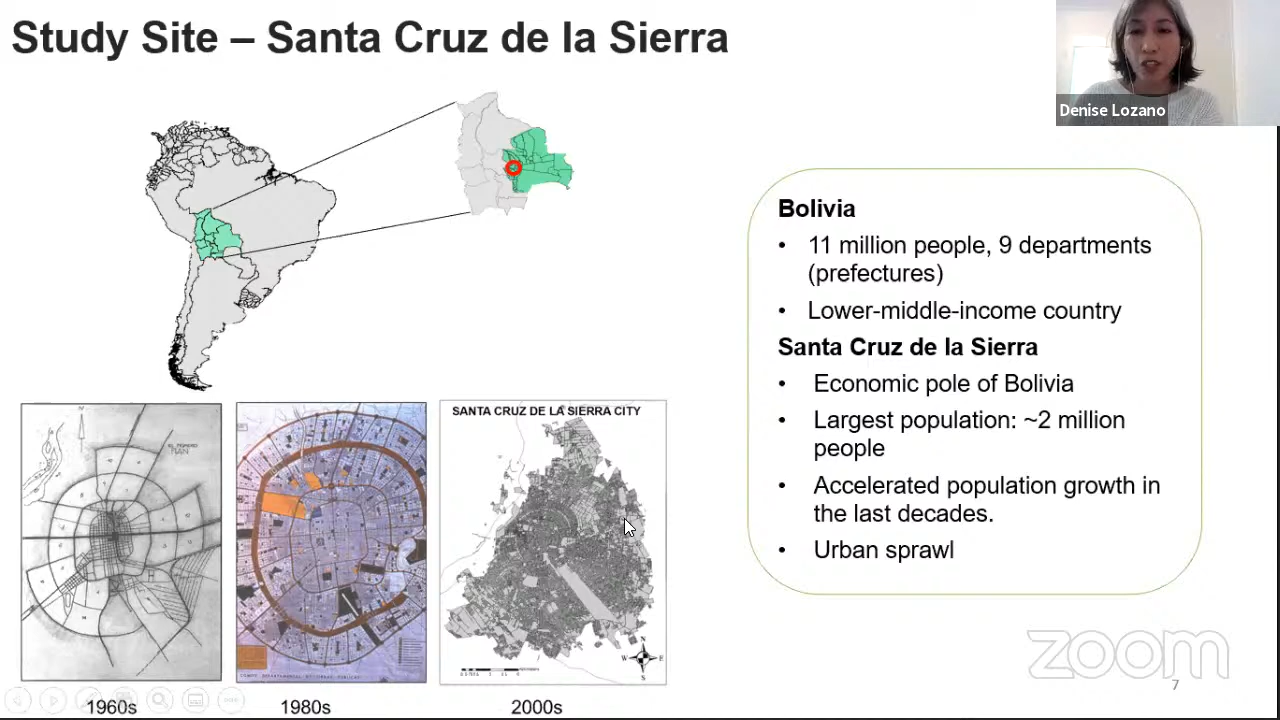 Study Site – Santa Cruz de la Sierra
Denise Lozano
Bolivia
• 11 million people, 9 departments
(prefectures)
• Lower-middle-income country
Santa Cruz de la Sierra
• Economic pole of Bolivia
• Largest population: ~2 million
people
• Accelerated population growth in
the last decades.
• Urban sprawl
SANTA CRUZ DE LA SIERRA CITY
N
W
E
S
1960s
1980s
2000s
zoom
7